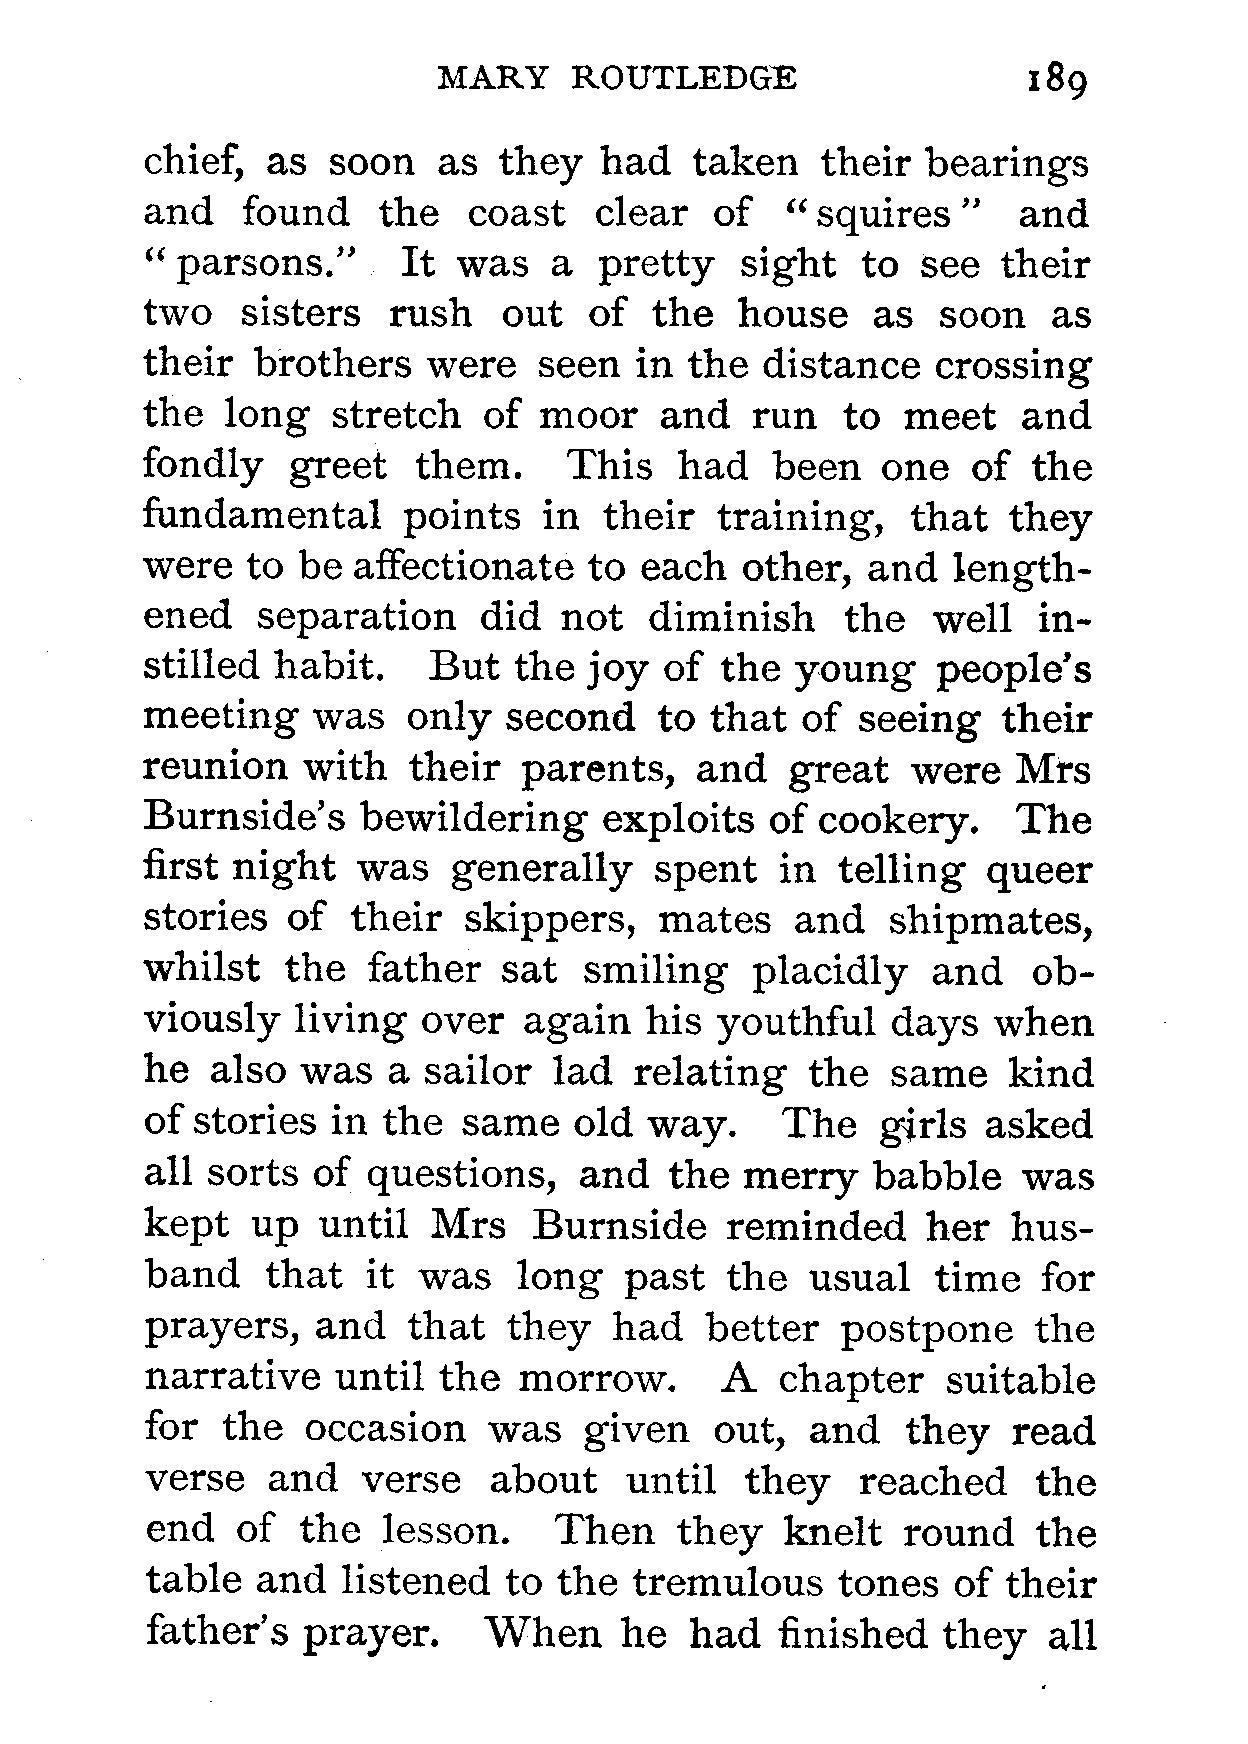 MARY ROUTLEDGE 189
chief, as soon as they had taken their bearings
and found the coast clear of “ squires ” and
“ parsons.” It was a pretty sight to see their
two sisters rush out of the house as soon as
their brothers were seen in the distance crossing
the long stretch of moor and run to meet and
fondly greet them. This had been one of the
fundamental points in their training, that they
were to be affectionate to each other, and length-
ened separation did not diminish the well in-
stilled habit. But the joy of the young people’s
meeting was only second to that of seeing their
reunion with their parents, and great were Mrs
Burnside’s bewildering exploits of cookery. The
first night was generally spent in telling queer
stories of their skippers, mates and shipmates,
whilst the father sat smiling placidly and ob-
viously living over again his youthful days when
he also was a sailor lad relating the same kind
of stories in the same old way. The girls asked
all sorts of questions, and the merry babble was
kept up until Mrs Burnside reminded her hus-
band that it was long past the usual time for
prayers, and that they had better postpone the
narrative until the morrow. A chapter suitable
for the occasion was given out, and they read
verse and verse about until they reached the
end of the lesson. Then they knelt round the
table and listened to the tremulous tones of their
father’s prayer. When he had finished they all